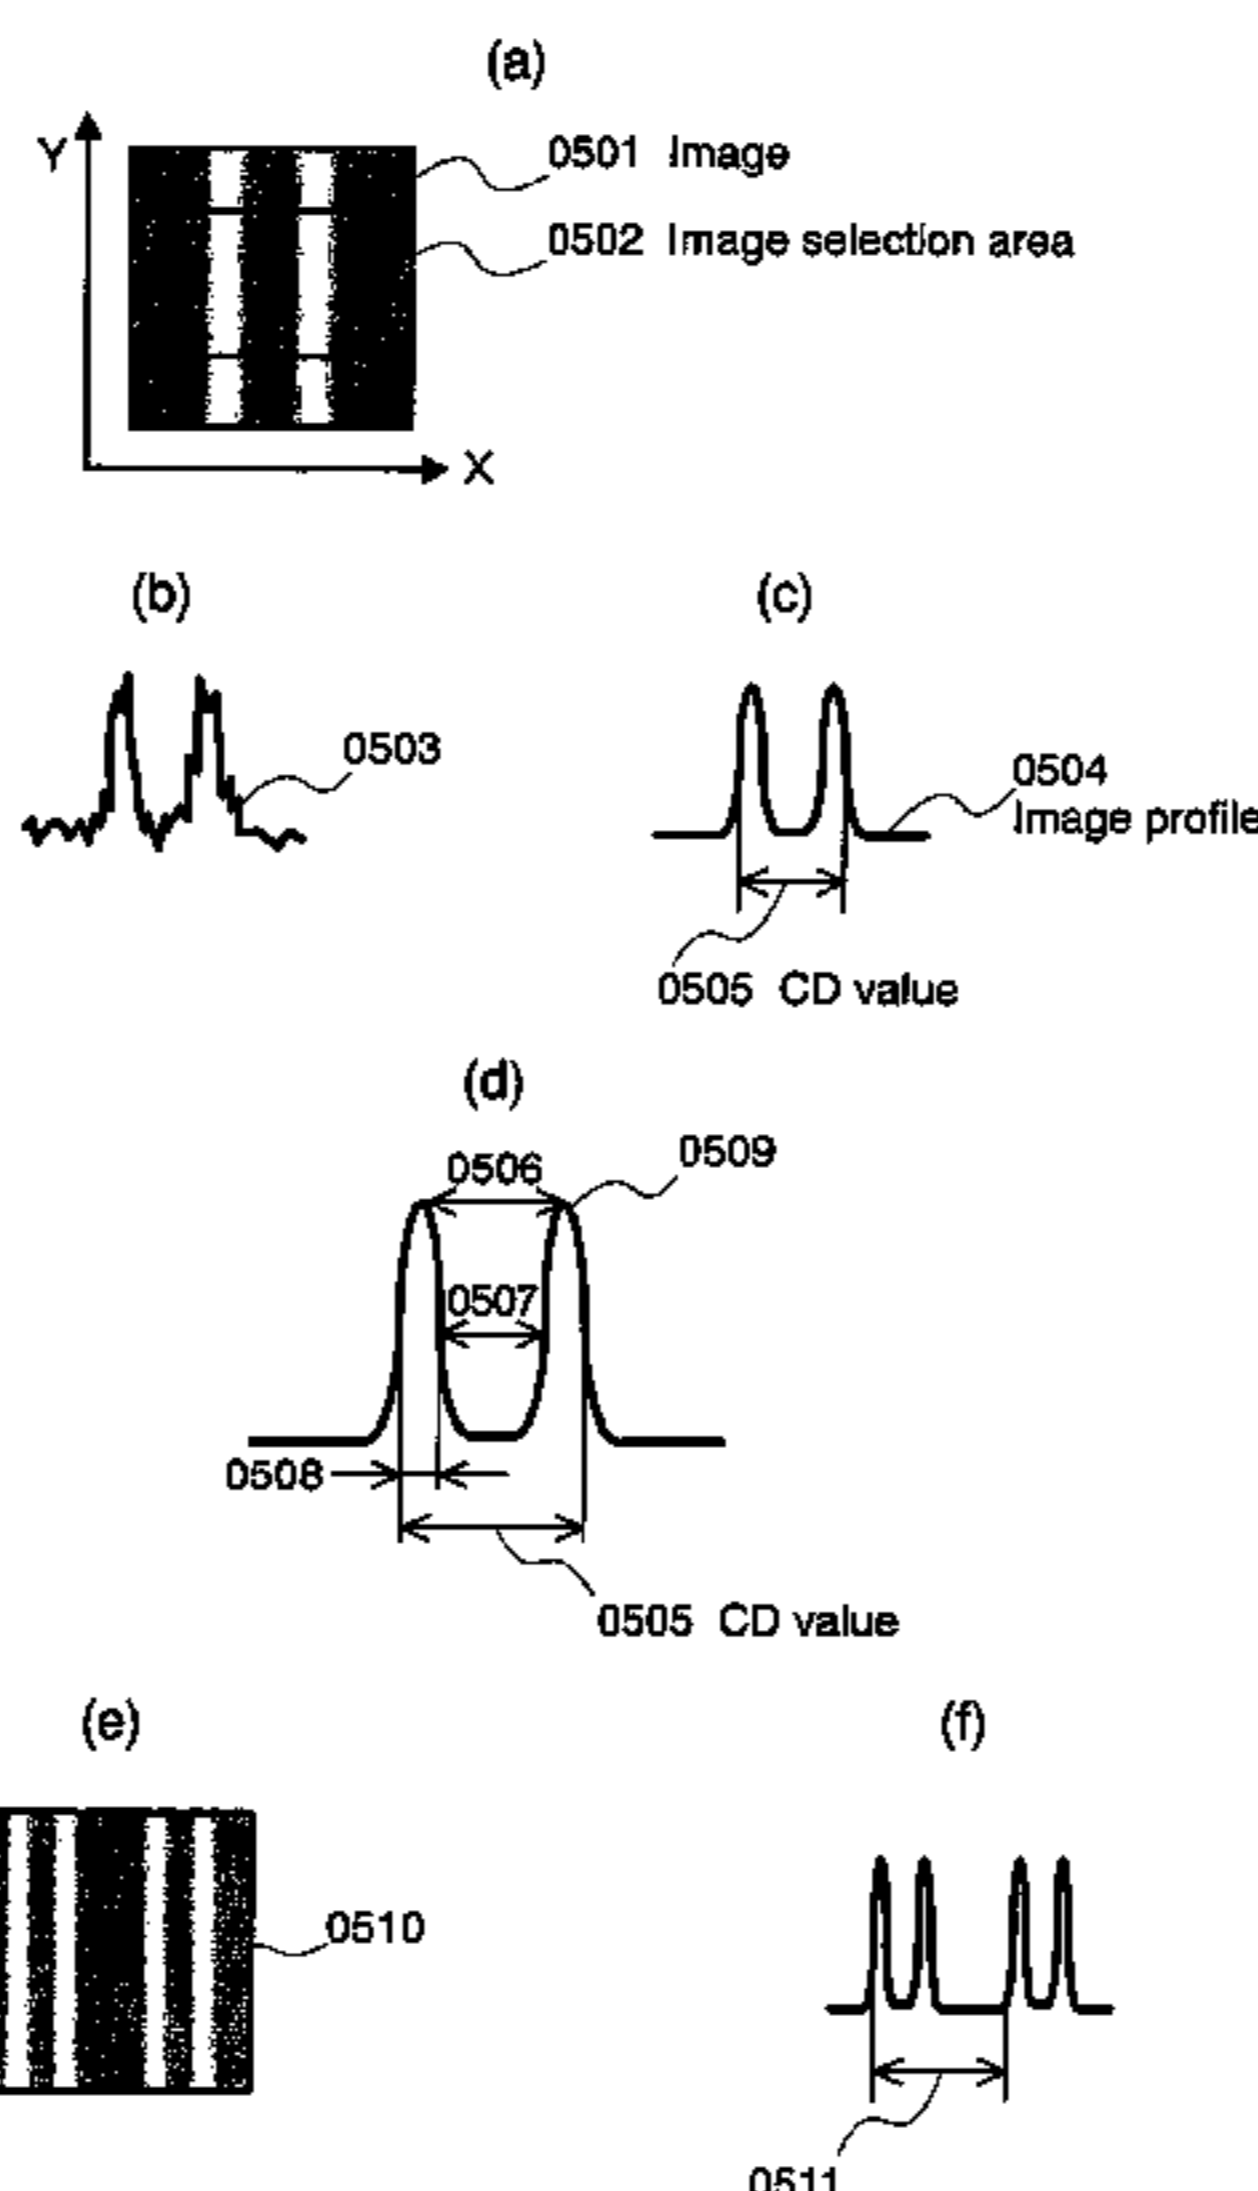 (a)
Y
0501 Image
0502 Image selection area
X
(b)
(c)
0503
0504
Image profile
0505 CD value
(d)
0506
0509
0507
0508
0505 CD value
(e)
(f)
0510
0511